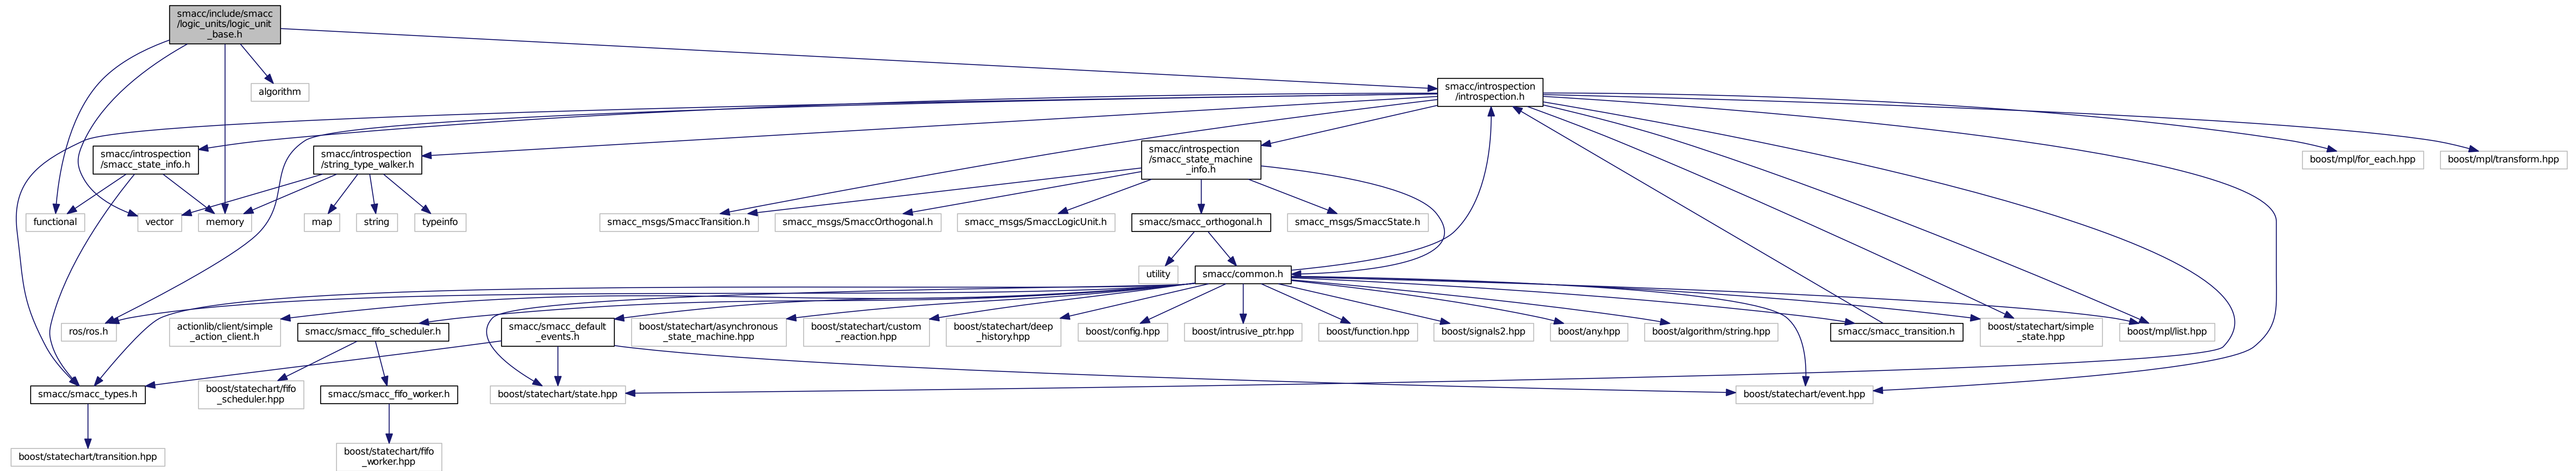 smacc/include/smacc
/logic_units/logic_unit
_base.h
algorithm
smacc/introspection
/introspection.h
smacc/introspection
/smacc_state_info.h
smacc/introspection
/string_type_walker.h
smacc/introspection
/smacc_state_machine
_info.h
boost/mpl/for_each.hpp
boost/mpl/transform.hpp
functional
vector
memory
map
string
typeinfo
smacc_msgs/SmaccTransition.h
smacc_msgs/SmaccOrthogonal.h
smacc_msgs/SmaccLogicUnit.h
smacc/smacc_orthogonal.h
smacc_msgs/SmaccState.h
utility
smacc/common.h
ros/ros.h
actionlib/client/simple
_action_client.h
smacc/smacc_fifo_scheduler.h
smacc/smacc_default
_events.h
boost/statechart/asynchronous
_state_machine.hpp
boost/statechart/custom
_reaction.hpp
boost/statechart/deep
_history.hpp
boost/config.hpp
boost/intrusive_ptr.hpp
boost/function.hpp
boost/signals2.hpp
boost/any.hpp
boost/algorithm/string.hpp
smacc/smacc_transition.h
boost/statechart/simple
_state.hpp
boost/mpl/list.hpp
smacc/smacc_types.h
boost/statechart/fifo
_scheduler.hpp
smacc/smacc_fifo_worker.h
boost/statechart/state.hpp
boost/statechart/event.hpp
boost/statechart/transition.hpp
boost/statechart/fifo
_worker.hpp